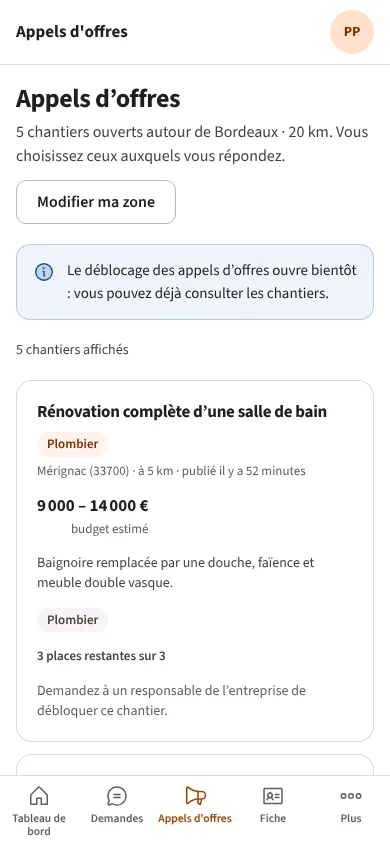 Appels d'offres
PP
Appels d’offres
5 chantiers ouverts autour de Bordeaux · 20 km. Vous
choisissez ceux auxquels vous répondez.
Modifier ma zone
Le déblocage des appels d’offres ouvre bientôt
: vous pouvez déjà consulter les chantiers.
5 chantiers affichés
Rénovation complète d’une salle de bain
Plombier
Mérignac (33700) · à 5 km · publié il y a 52 minutes
9 000 – 14 000 €
budget estimé
Baignoire remplacée par une douche, faïence et
meuble double vasque.
Plombier
3 places restantes sur 3
Demandez à un responsable de l’entreprise de
débloquer ce chantier.
Tableau de
bord
Demandes
Appels d'offres
Fiche
Plus